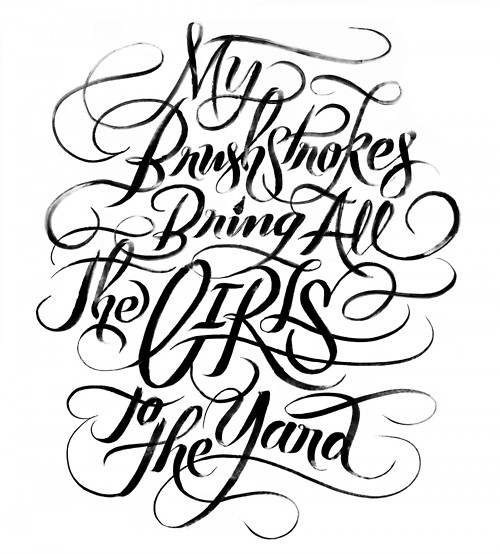 My
Brushstrokes
Bring All
The GIRLS
to the Yard